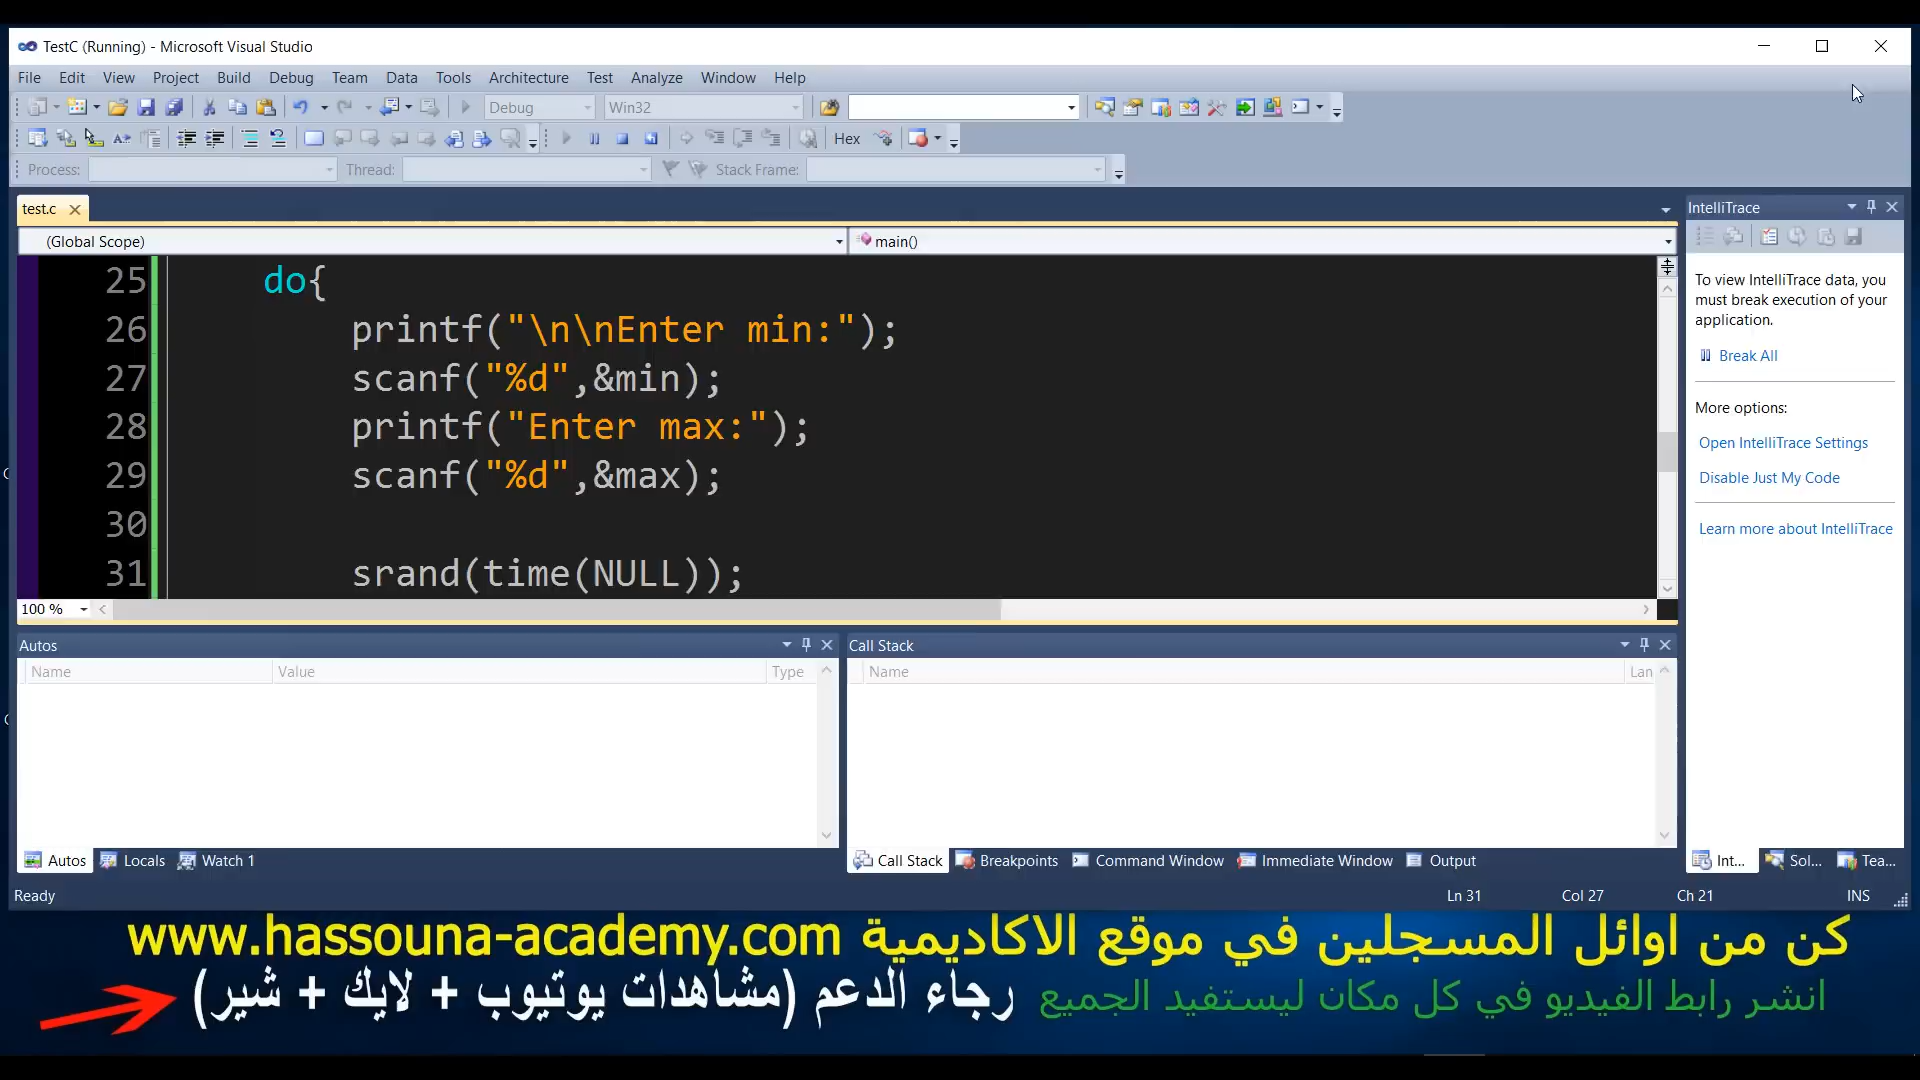 TestC (Running) - Microsoft Visual Studio
File Edit View Project Build Debug Team Data Tools Architecture Test Analyze Window Help
Debug Win32
Hex
Process: Thread: Stack Frame:
test.c
(Global Scope) main()
25 do{
26 printf("\n\nEnter min:");
27 scanf("%d",&min);
28 printf("Enter max:");
29 scanf("%d",&max);
30
31 srand(time(NULL));
100 %
IntelliTrace
To view IntelliTrace data, you
must break execution of your
application.
Break All
More options:
Open IntelliTrace Settings
Disable Just My Code
Learn more about IntelliTrace
Autos
Name Value Type
Call Stack
Name Lan
Autos Locals Watch 1
Call Stack Breakpoints Command Window Immediate Window Output
Int... Sol... Tea...
Ready Ln 31 Col 27 Ch 21 INS
كن من اوائل المسجلين في موقع الاكاديمية www.hassouna-academy.com
انشر رابط الفيديو في كل مكان ليستفيد الجميع رجاء الدعم (مشاهدات يوتيوب + لايك + شير)